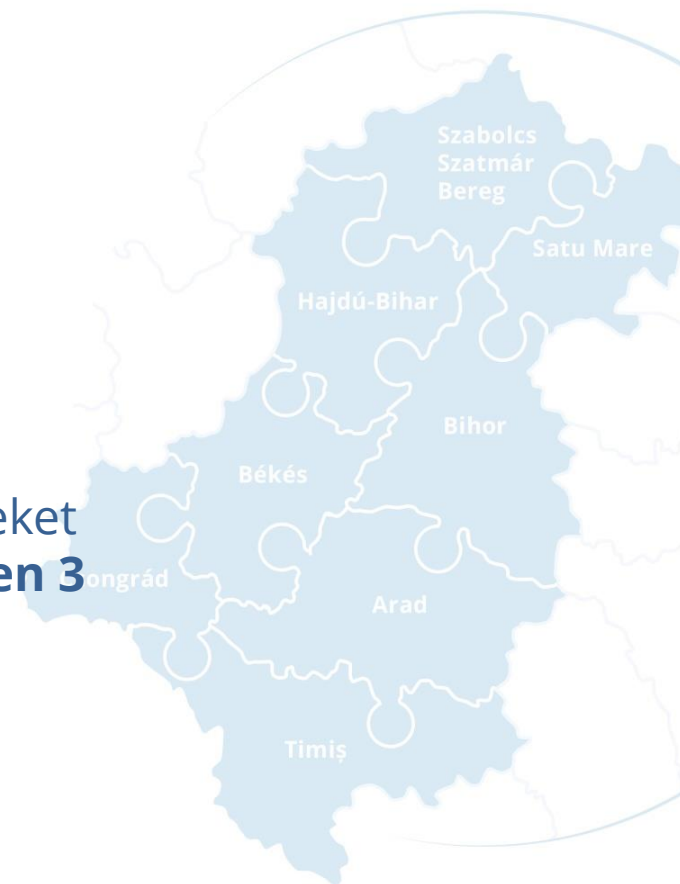 Szabolcs
Szatmár
Bereg
Satu Mare
Hajdú-Bihar
Bihor
Békés
eket
en 3
ongrád
Arad
Timiș